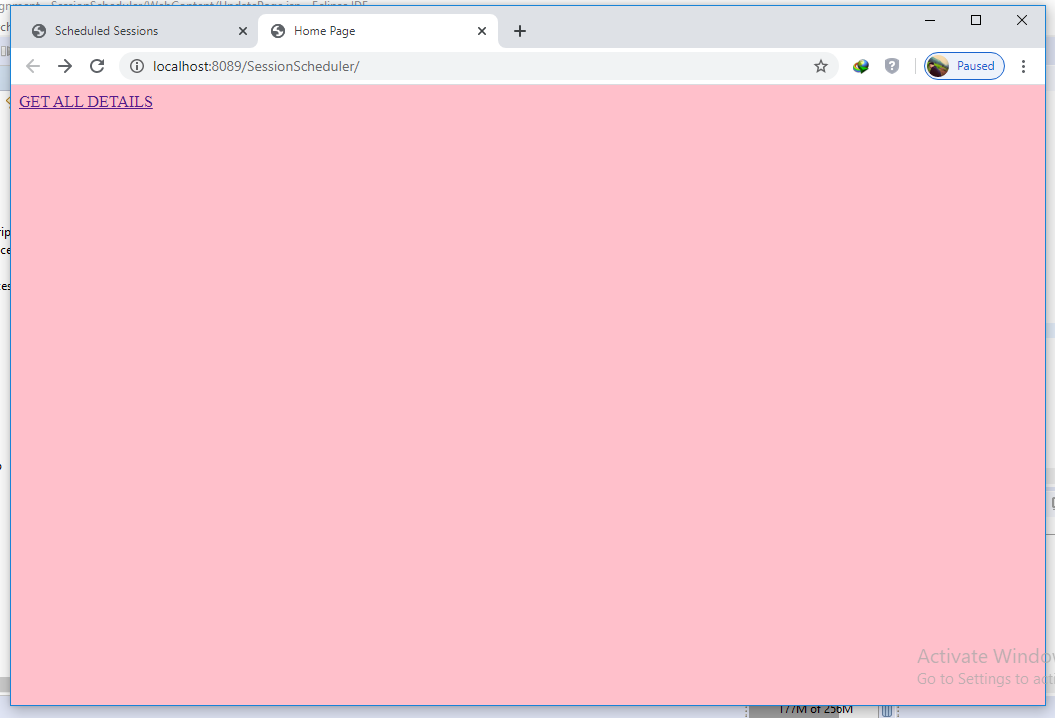 Scheduled Sessions
Home Page
localhost:8089/SessionScheduler/
Paused
GET ALL DETAILS
Activate Windo
Go to Settings to acti
177M of 256M